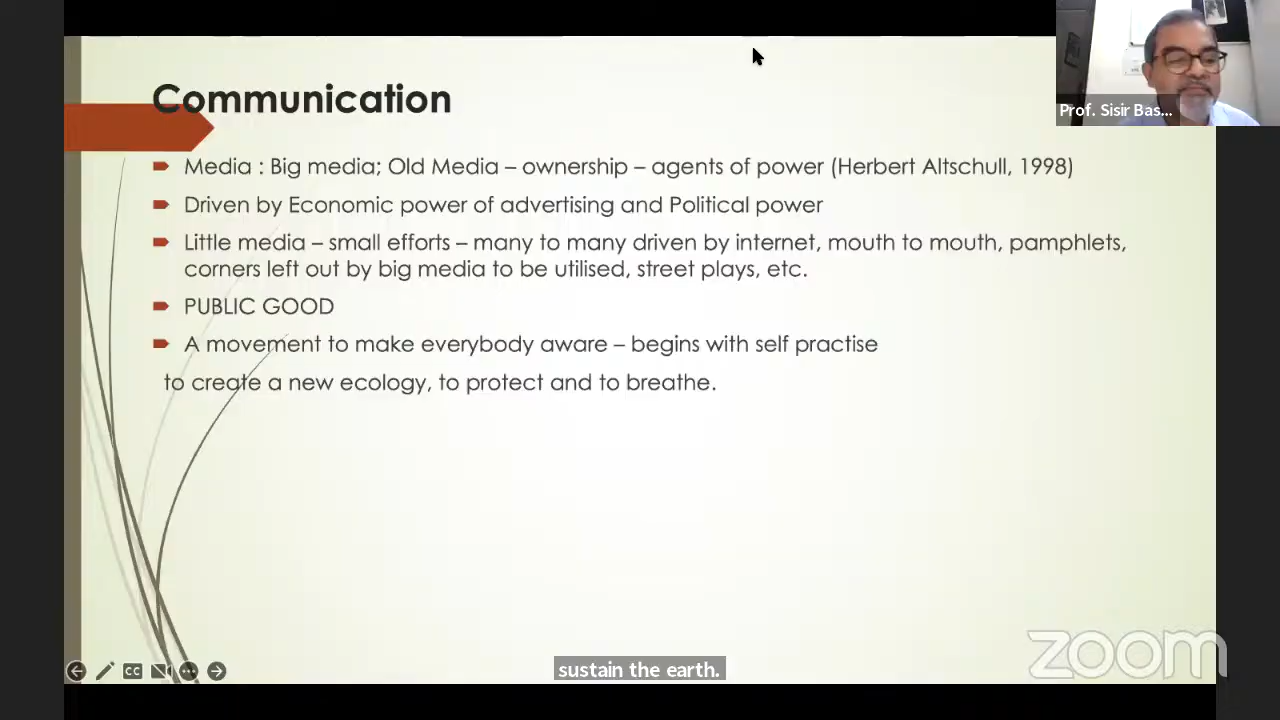 Communication
Media : Big media; Old Media – ownership – agents of power (Herbert Altschull, 1998)
Driven by Economic power of advertising and Political power
Little media – small efforts – many to many driven by internet, mouth to mouth, pamphlets,
corners left out by big media to be utilised, street plays, etc.
PUBLIC GOOD
A movement to make everybody aware – begins with self practise
to create a new ecology, to protect and to breathe.
Prof. Sisir Bas...
CC
sustain the earth.
zoom